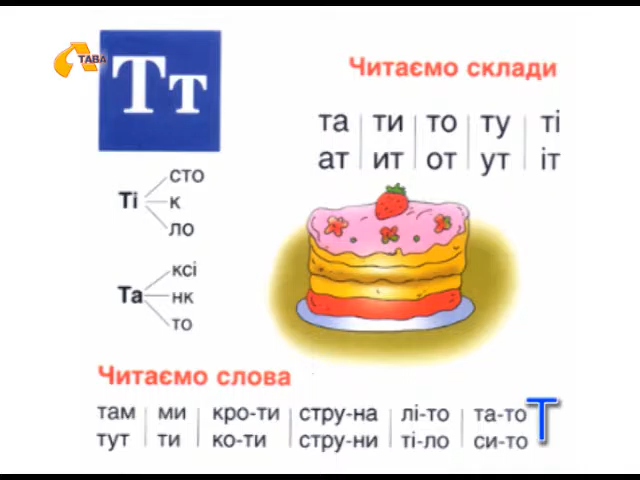 ТАВА
Тт
Читаємо склади
та ти то ту ті
ат ит от ут іт
Ті
сто
к
ло
Та
ксі
нк
то
Читаємо слова
там ми кро-ти стру-на лі-то та-то
тут ти ко-ти стру-ни ті-ло си-то
Т